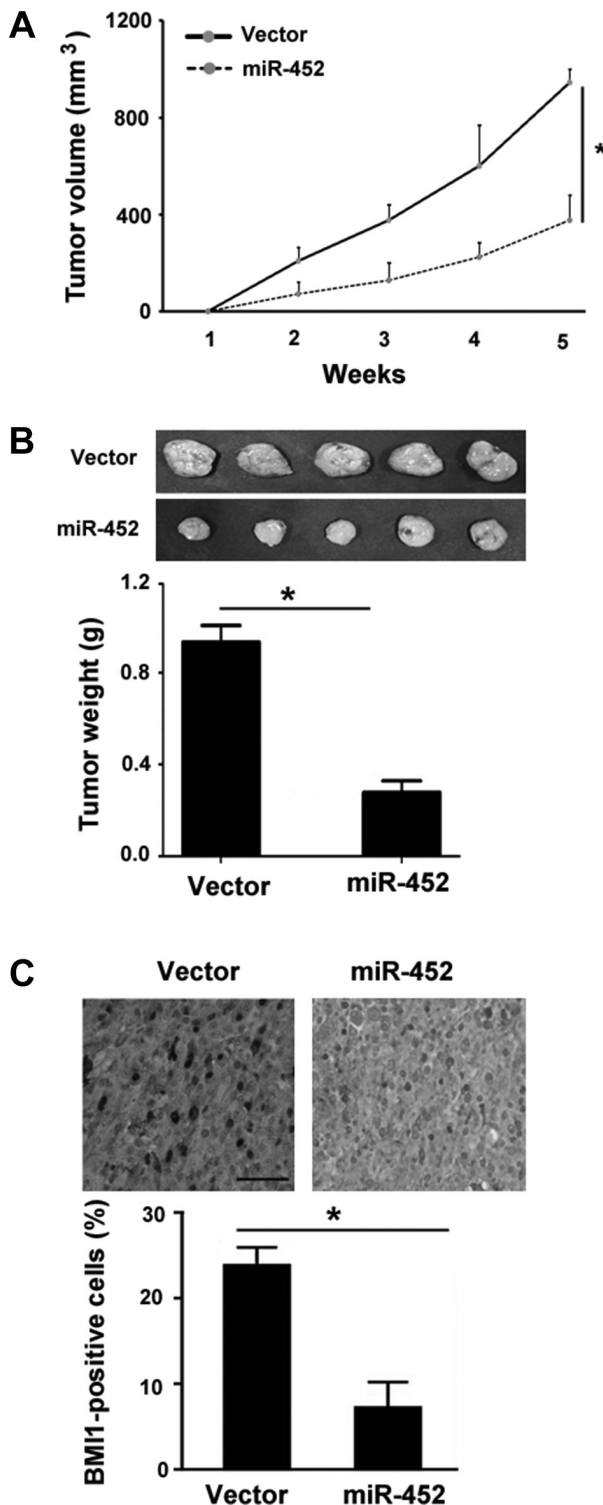 A
Tumor volume (mm 3)
1200
800
400
0
Vector
miR-452
*
1 2 3 4 5
Weeks
B
Vector
miR-452
Tumor weight (g)
1.2
0.8
0.4
0.0
*
Vector miR-452
C
Vector miR-452
BMI1-positive cells (%)
30
20
10
0
*
Vector miR-452